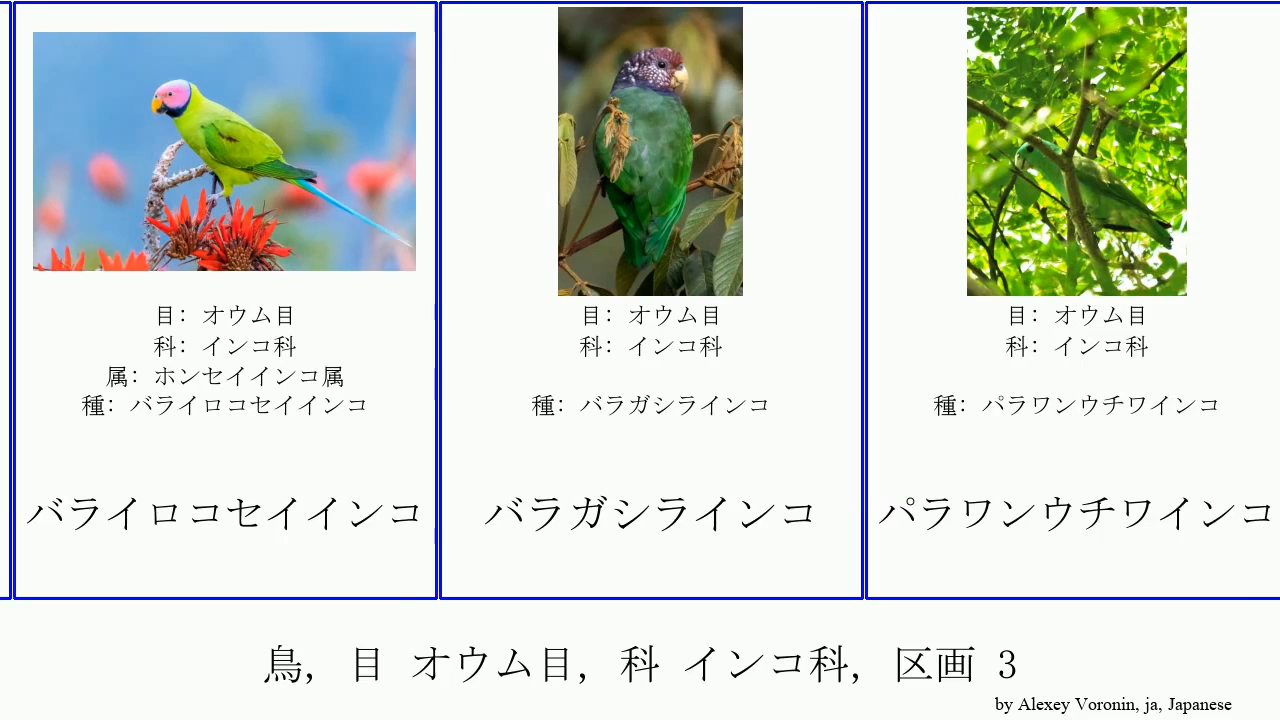 目: オウム目
科: インコ科
属: ホンセイインコ属
種: バライロコセイインコ
バライロコセイインコ
目: オウム目
科: インコ科
種: バラガシラインコ
バラガシラインコ
目: オウム目
科: インコ科
種: パラワンウチワインコ
パラワンウチワインコ
鳥, 目 オウム目, 科 インコ科, 区画 3
by Alexey Voronin, ja, Japanese